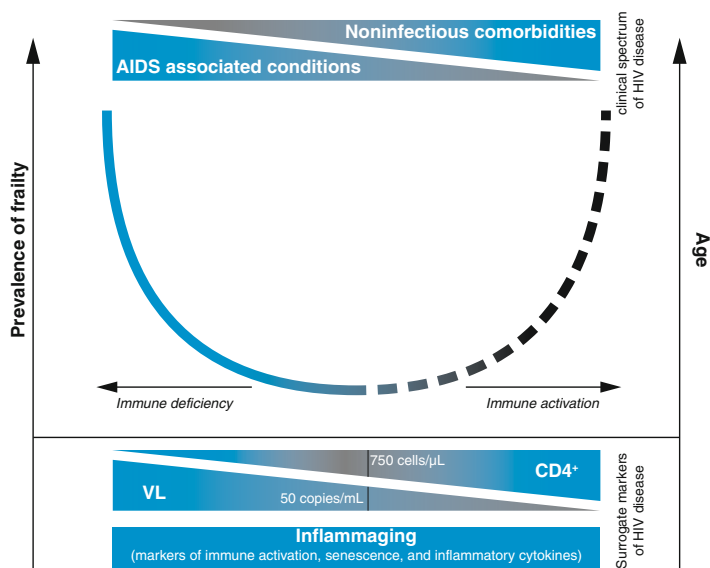 Noninfectious comorbidities
AIDS associated conditions
clinical spectrum
of HIV disease
Prevalence of frailty
Age
Immune deficiency
Immune activation
750 cells/µL
CD4⁺
VL
50 copies/mL
Surrogate markers
of HIV disease
Inflammaging
(markers of immune activation, senescence, and inflammatory cytokines)